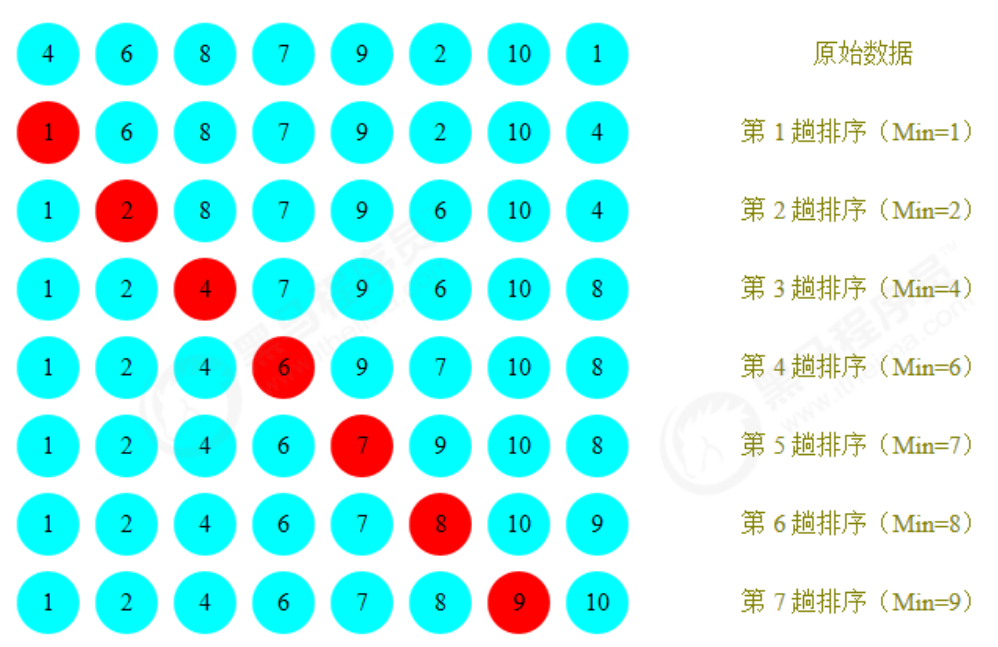 4 6 8 7 9 2 10 1 原始数据
1 6 8 7 9 2 10 4 第 1 趟排序（Min=1）
1 2 8 7 9 6 10 4 第 2 趟排序（Min=2）
1 2 4 7 9 6 10 8 第 3 趟排序（Min=4）
1 2 4 6 9 7 10 8 第 4 趟排序（Min=6）
1 2 4 6 7 9 10 8 第 5 趟排序（Min=7）
1 2 4 6 7 8 10 9 第 6 趟排序（Min=8）
1 2 4 6 7 8 9 10 第 7 趟排序（Min=9）
黑马程序员
黑马程序员
www.itheima.com